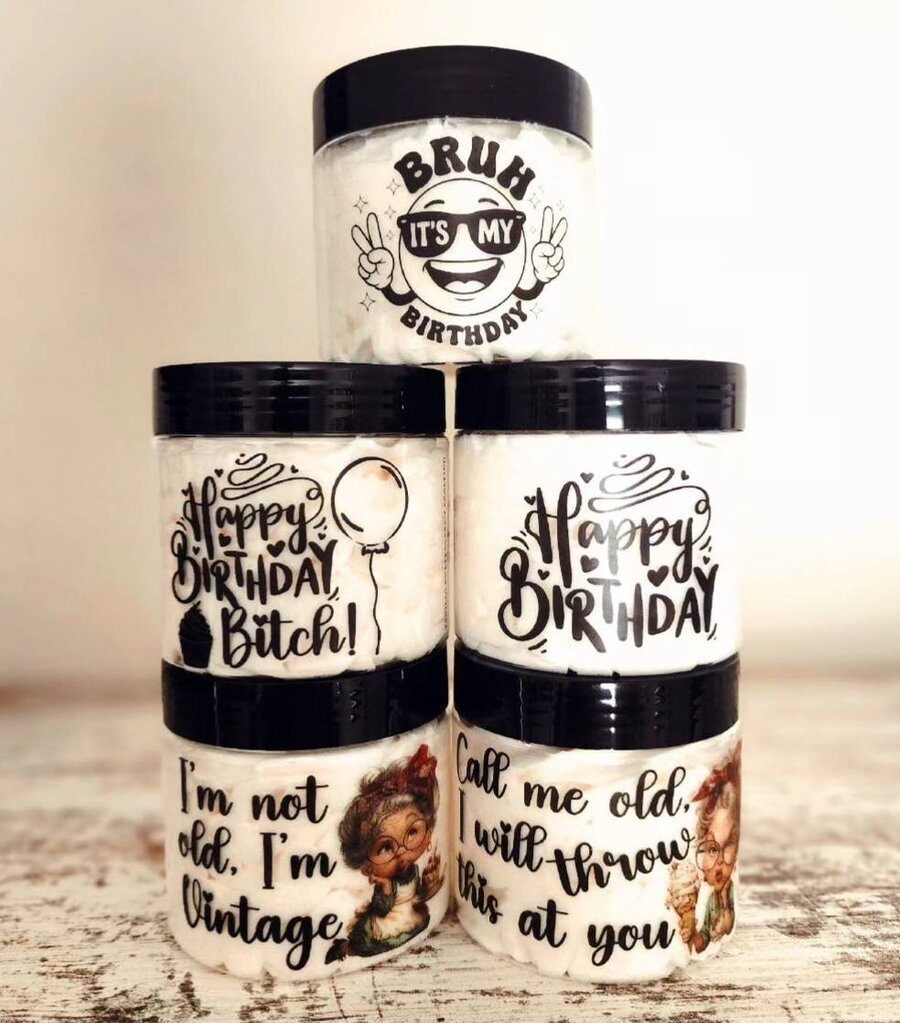 BRUH
IT'S MY
BIRTHDAY
Happy
BIRTHDAY
Bitch!
Happy
BIRTHDAY
I'm not
old, I'm
Vintage
Call me old,
I will throw
this at you